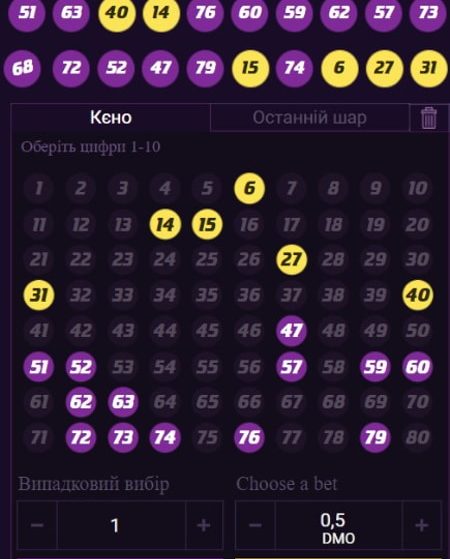 51 63 40 14 76 60 59 62 57 73
68 72 52 47 79 15 74 6 27 31
Кєно Останній шар
Оберіть цифри 1-10
1 2 3 4 5 6 7 8 9 10
11 12 13 14 15 16 17 18 19 20
21 22 23 24 25 26 27 28 29 30
31 32 33 34 35 36 37 38 39 40
41 42 43 44 45 46 47 48 49 50
51 52 53 54 55 56 57 58 59 60
61 62 63 64 65 66 67 68 69 70
71 72 73 74 75 76 77 78 79 80
Випадковий вибір Choose a bet
− 1 + − 0,5 +
DMO